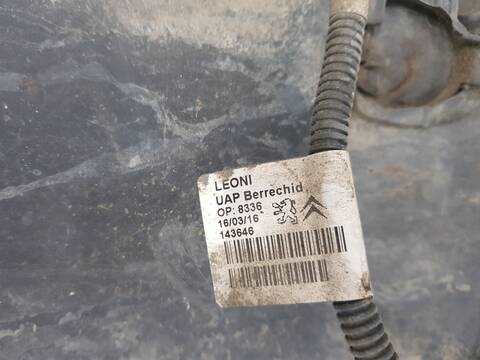 LEONI
UAP Berrechid
OP: 8336
16/03/16
143646